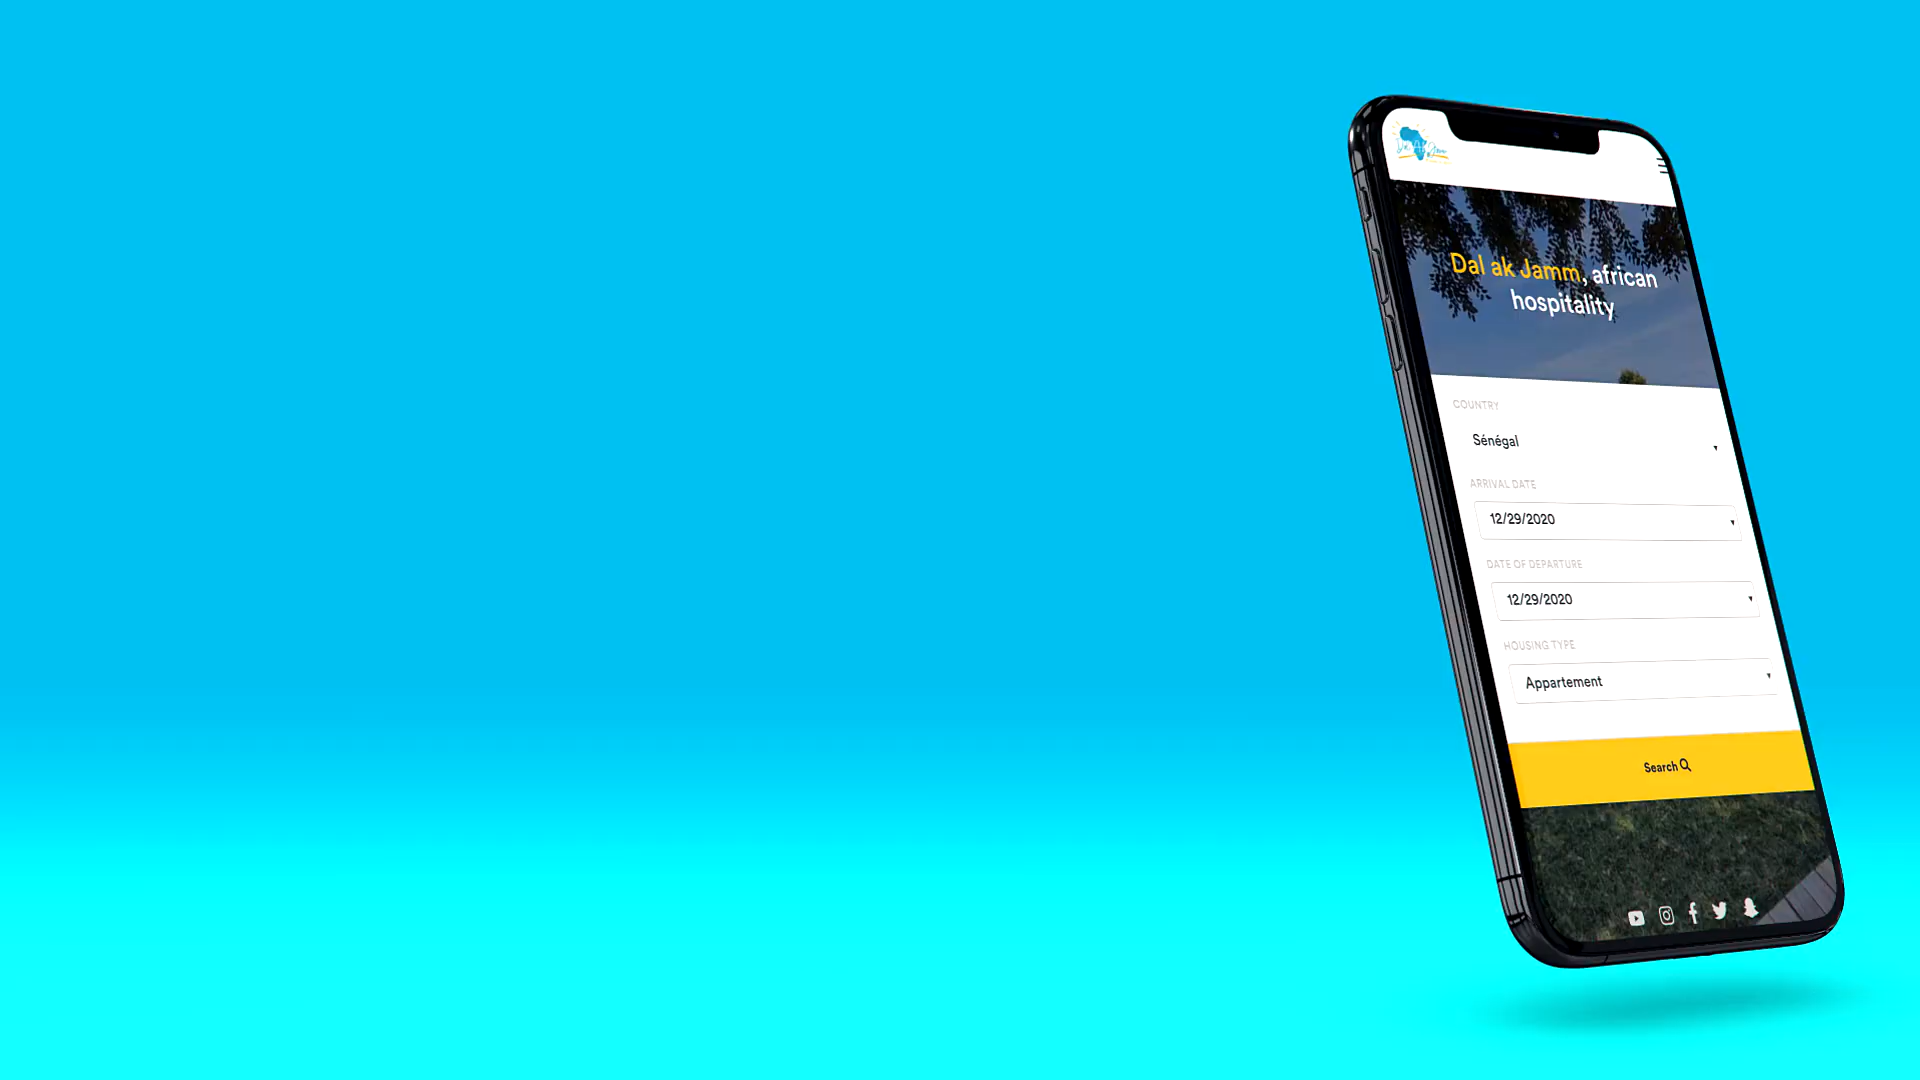 Dal ak Jamm, african
hospitality
COUNTRY
Sénégal
ARRIVAL DATE
12/29/2020
DATE OF DEPARTURE
12/29/2020
HOUSING TYPE
Appartement
Search